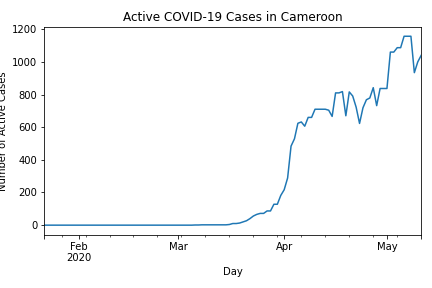 Active COVID-19 Cases in Cameroon
Number of Active Cases
1200
1000
800
600
400
200
0
Feb
2020
Mar
Apr
May
Day